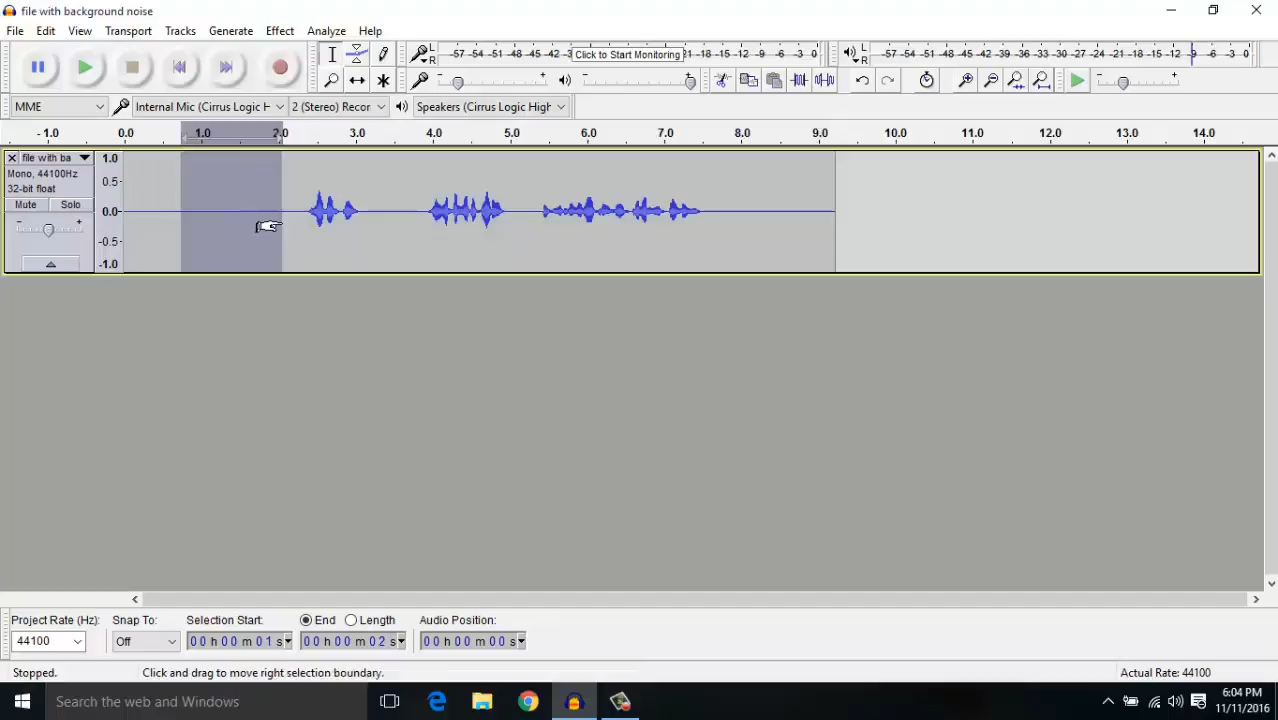 file with background noise
File Edit View Transport Tracks Generate Effect Analyze Help
L R -57 -54 -51 -48 -45 -42 -3 Click to Start Monitoring 21 -18 -15 -12 -9 -6 -3 0 L R -57 -54 -51 -48 -45 -42 -39 -36 -33 -30 -27 -24 -21 -18 -15 -12 -9 -6 -3 0
- + - + - +
MME Internal Mic (Cirrus Logic H 2 (Stereo) Recor Speakers (Cirrus Logic High
- 1.0 0.0 1.0 2.0 3.0 4.0 5.0 6.0 7.0 8.0 9.0 10.0 11.0 12.0 13.0 14.0
file with ba 1.0
Mono, 44100Hz
32-bit float
0.5
Mute Solo
0.0
- +
-0.5
-1.0
Project Rate (Hz): Snap To: Selection Start: End Length Audio Position:
44100 Off 00 h 00 m 01 s 00 h 00 m 02 s 00 h 00 m 00 s
Stopped. Click and drag to move right selection boundary. Actual Rate: 44100
Search the web and Windows
6:04 PM
11/11/2016